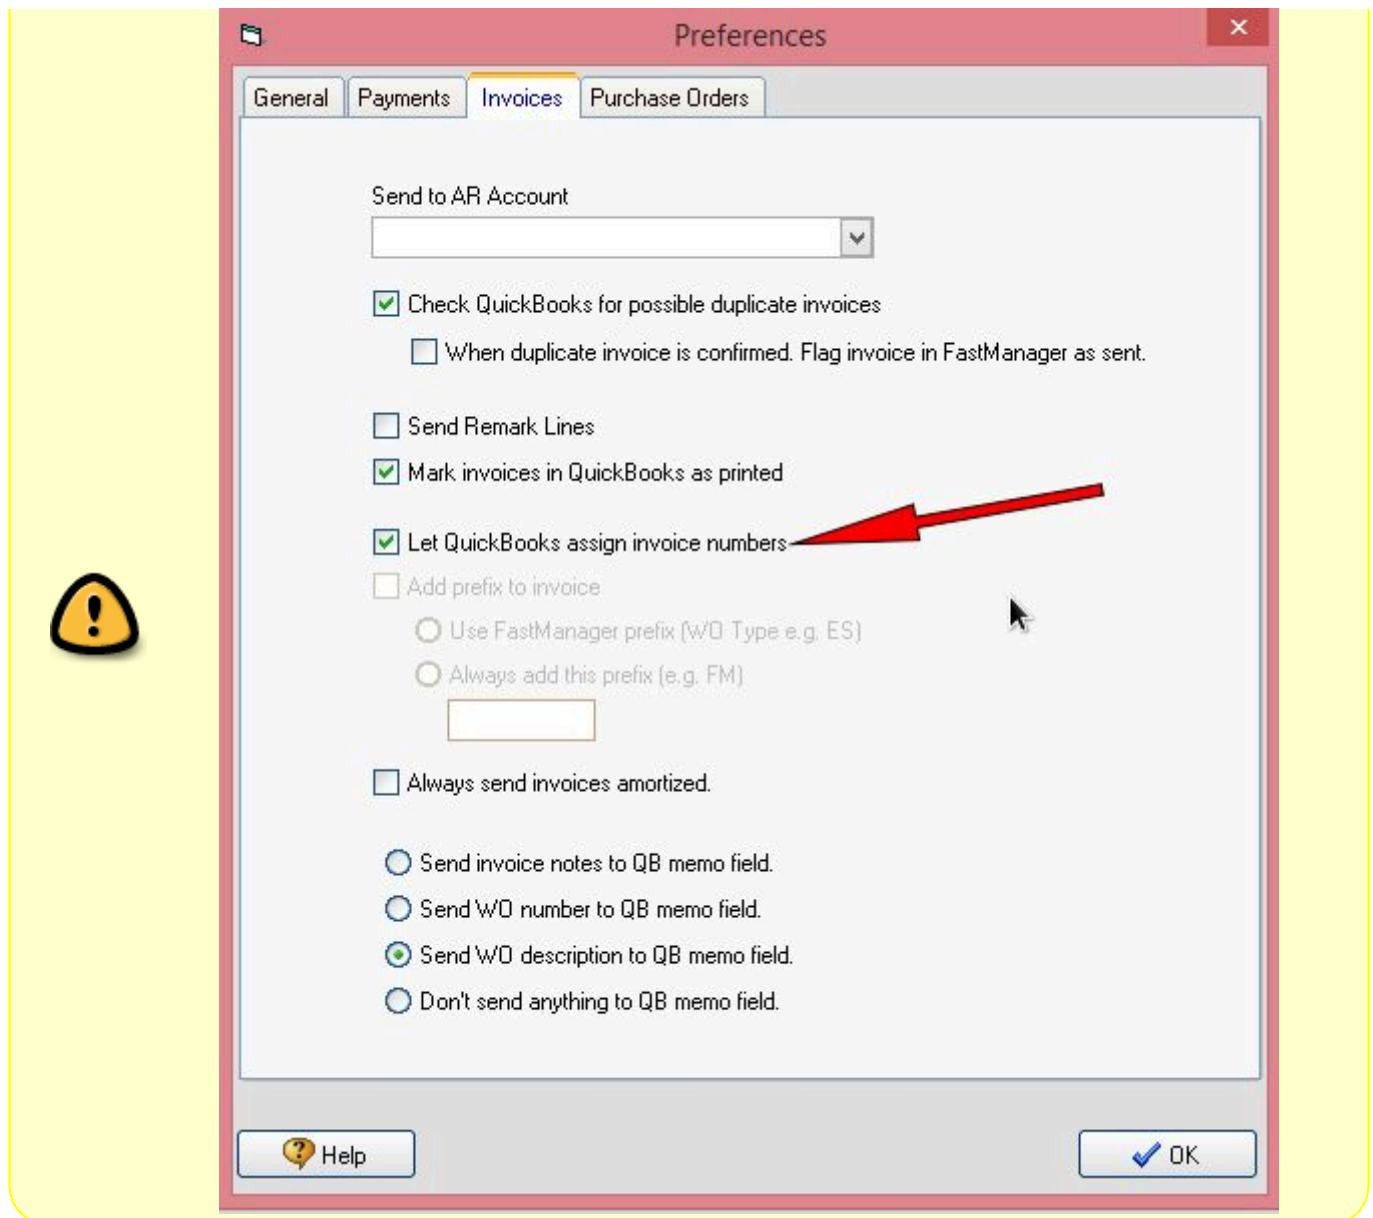 Preferences
General Payments Invoices Purchase Orders
Send to AR Account
Check QuickBooks for possible duplicate invoices
When duplicate invoice is confirmed. Flag invoice in FastManager as sent.
Send Remark Lines
Mark invoices in QuickBooks as printed
Let QuickBooks assign invoice numbers
Add prefix to invoice
Use FastManager prefix (WO Type e.g. ES)
Always add this prefix (e.g. FM)
Always send invoices amortized.
Send invoice notes to QB memo field.
Send WO number to QB memo field.
Send WO description to QB memo field.
Don't send anything to QB memo field.
Help OK